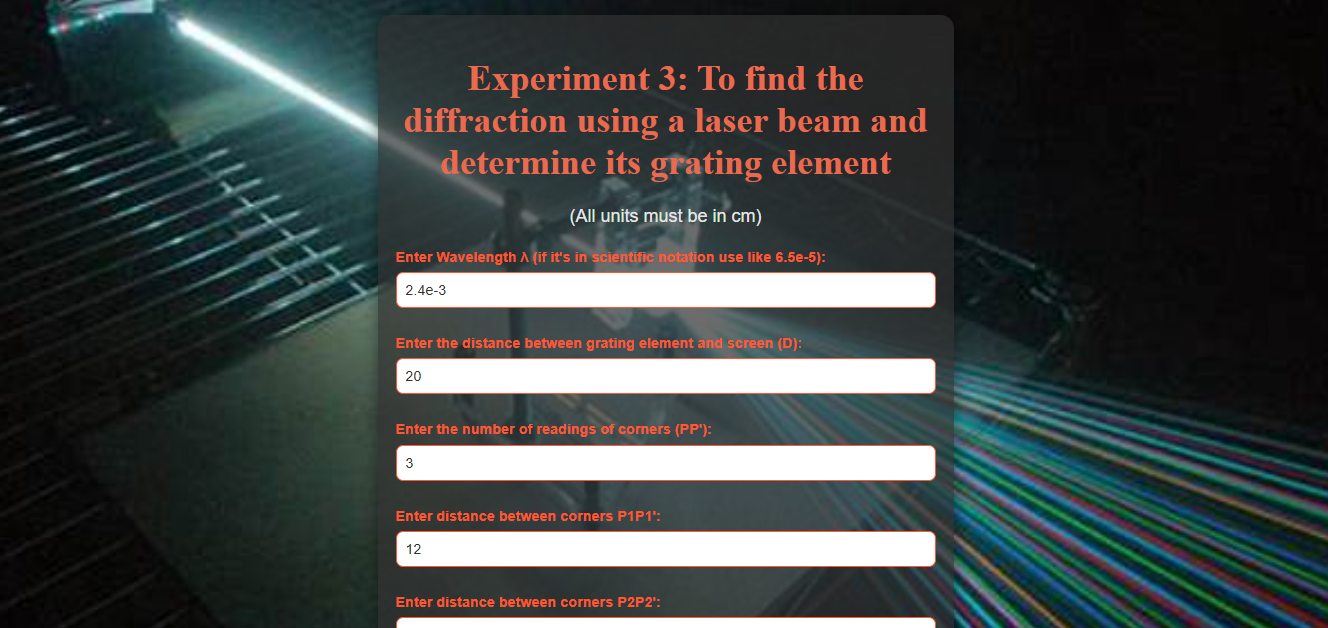 Experiment 3: To find the
diffraction using a laser beam and
determine its grating element
(All units must be in cm)
Enter Wavelength λ (if it's in scientific notation use like 6.5e-5):
2.4e-3
Enter the distance between grating element and screen (D):
20
Enter the number of readings of corners (PP'):
3
Enter distance between corners P1P1':
12
Enter distance between corners P2P2':